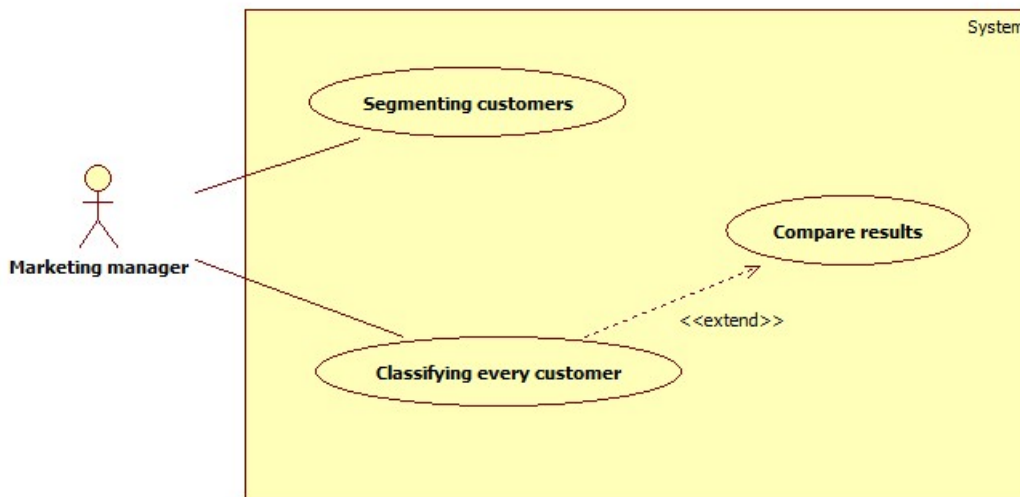 System
Segmenting customers
Compare results
Marketing manager
<<extend>>
Classifying every customer